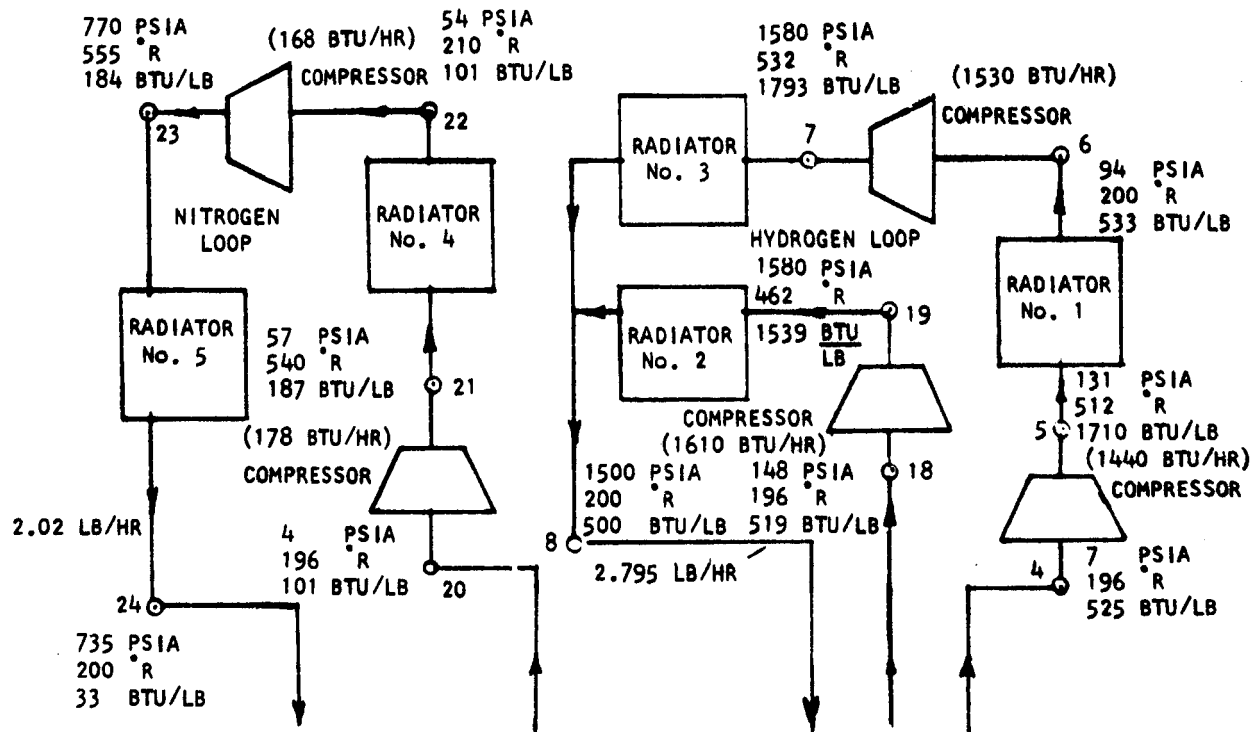 770 PSIA
555 °R
184 BTU/LB
(168 BTU/HR)
COMPRESSOR
54 PSIA
210 °R
101 BTU/LB
23
22
NITROGEN
LOOP
RADIATOR
No. 4
RADIATOR
No. 5
57 PSIA
540 °R
187 BTU/LB
21
(178 BTU/HR)
COMPRESSOR
2.02 LB/HR
4 PSIA
196 °R
101 BTU/LB
20
24
735 PSIA
200 °R
33 BTU/LB
1580 PSIA
532 °R
1793 BTU/LB
(1530 BTU/HR)
COMPRESSOR
RADIATOR
No. 3
7
6
94 PSIA
200 °R
533 BTU/LB
HYDROGEN LOOP
1580 PSIA
462 °R
1539 BTU
LB
19
RADIATOR
No. 2
RADIATOR
No. 1
131 PSIA
512 °R
1710 BTU/LB
5
(1440 BTU/HR)
COMPRESSOR
COMPRESSOR
(1610 BTU/HR)
1500 PSIA
200 °R
500 BTU/LB
148 PSIA
196 °R
519 BTU/LB
18
8
2.795 LB/HR
4
7 PSIA
196 °R
525 BTU/LB